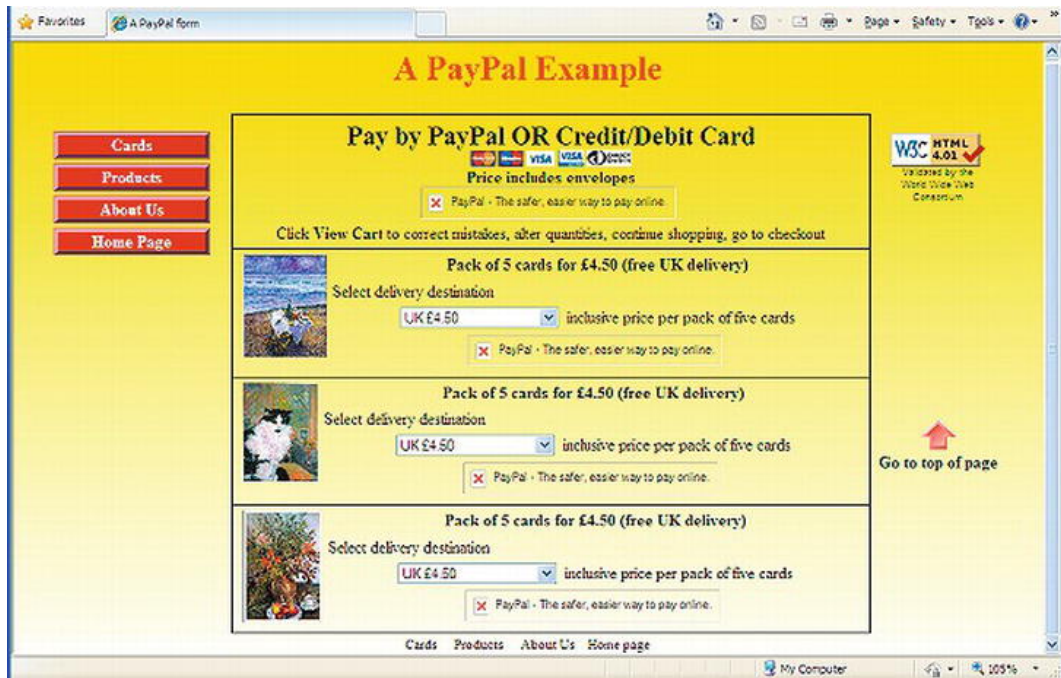 Favorites
A PayPal form
Page
Safety
Tools
A PayPal Example
Cards
Products
About Us
Home Page
Pay by PayPal OR Credit/Debit Card
VISA VISA
Price includes envelopes
PayPal - The safer, easier way to pay online.
Click View Cart to correct mistakes, alter quantities, continue shopping, go to checkout
W3C HTML 4.01
Validated by the
World Wide Web
Consortium
Pack of 5 cards for £4.50 (free UK delivery)
Select delivery destination
UK £4.50 inclusive price per pack of five cards
PayPal - The safer, easier way to pay online.
Pack of 5 cards for £4.50 (free UK delivery)
Select delivery destination
UK £4.50 inclusive price per pack of five cards
PayPal - The safer, easier way to pay online.
Go to top of page
Pack of 5 cards for £4.50 (free UK delivery)
Select delivery destination
UK £4.50 inclusive price per pack of five cards
PayPal - The safer, easier way to pay online.
Cards Products About Us Home page
My Computer
105%